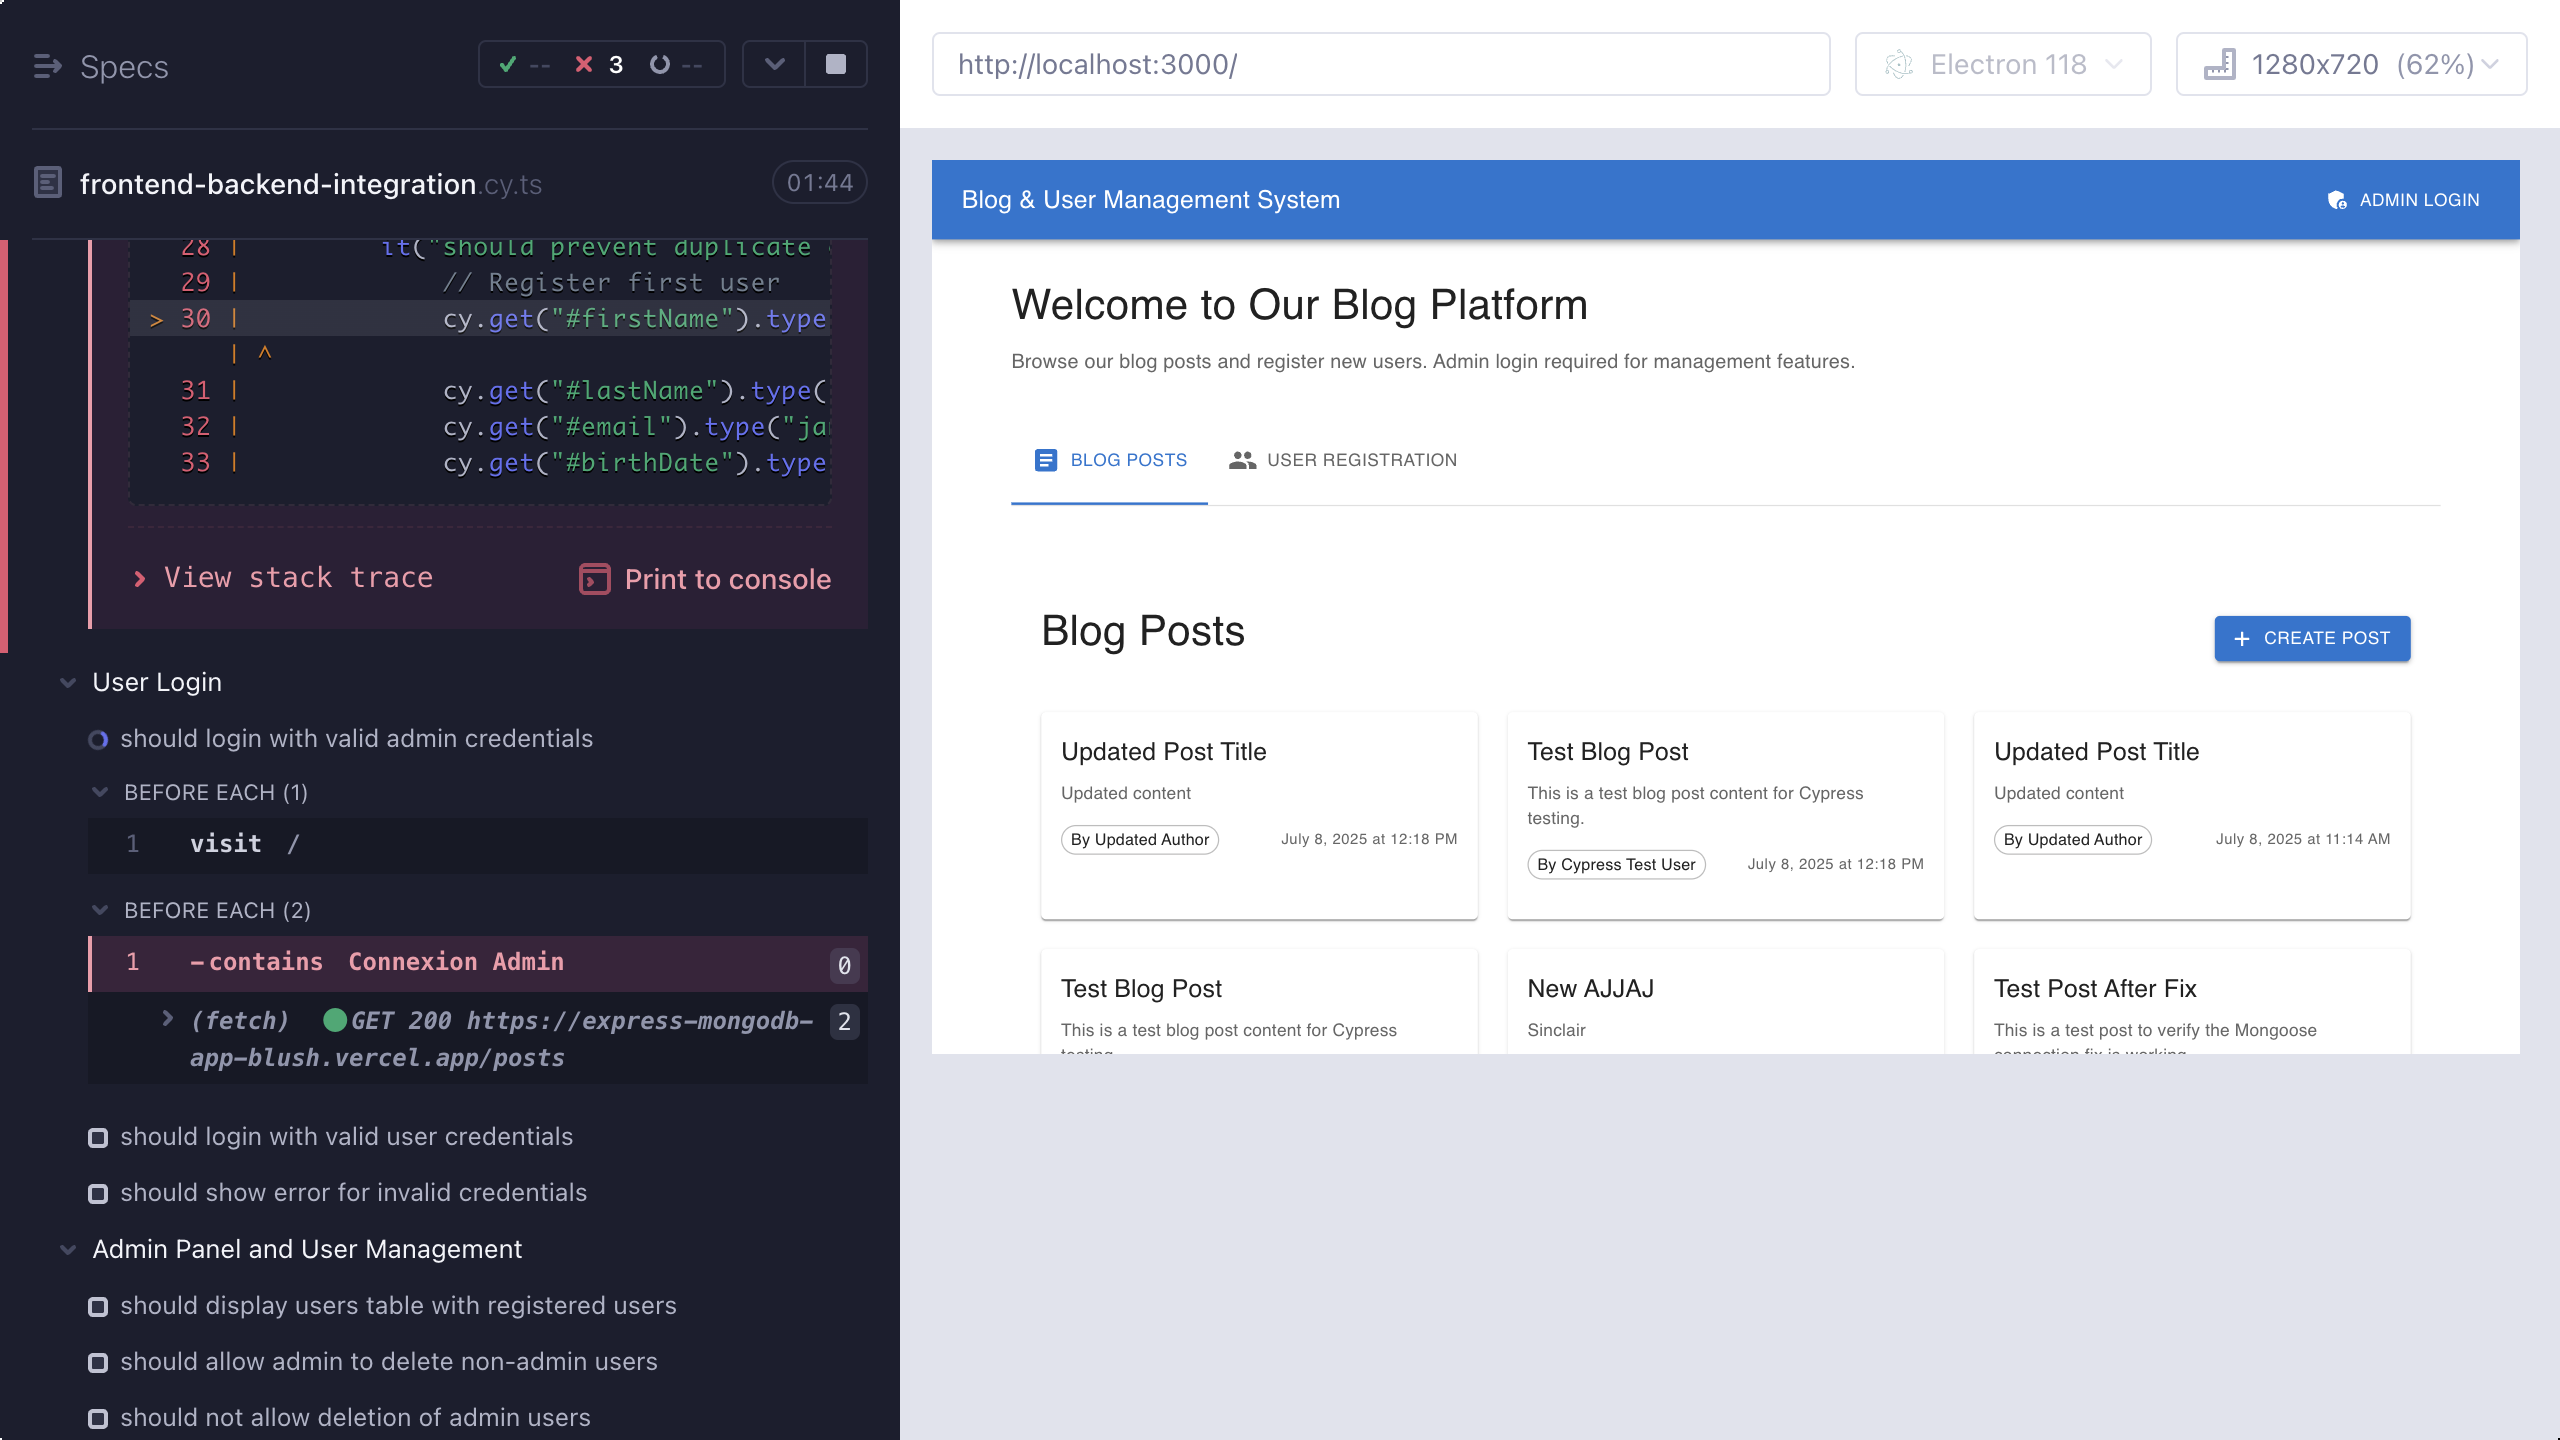 Specs
-- 3 --
frontend-backend-integration.cy.ts 01:44
28 | it("should prevent duplicate
29 | // Register first user
> 30 | cy.get("#firstName").type
| ^
31 | cy.get("#lastName").type(
32 | cy.get("#email").type("ja
33 | cy.get("#birthDate").type
View stack trace Print to console
User Login
should login with valid admin credentials
BEFORE EACH (1)
1 visit /
BEFORE EACH (2)
1 -contains Connexion Admin 0
(fetch) GET 200 https://express-mongodb- 2
app-blush.vercel.app/posts
should login with valid user credentials
should show error for invalid credentials
Admin Panel and User Management
should display users table with registered users
should allow admin to delete non-admin users
should not allow deletion of admin users
http://localhost:3000/ Electron 118 1280x720 (62%)
Blog & User Management System ADMIN LOGIN
Welcome to Our Blog Platform
Browse our blog posts and register new users. Admin login required for management features.
BLOG POSTS USER REGISTRATION
Blog Posts + CREATE POST
Updated Post Title
Updated content
By Updated Author July 8, 2025 at 12:18 PM
Test Blog Post
This is a test blog post content for Cypress
testing.
By Cypress Test User July 8, 2025 at 12:18 PM
Updated Post Title
Updated content
By Updated Author July 8, 2025 at 11:14 AM
Test Blog Post
This is a test blog post content for Cypress
testing.
New AJJAJ
Sinclair
Test Post After Fix
This is a test post to verify the Mongoose
connection fix is working